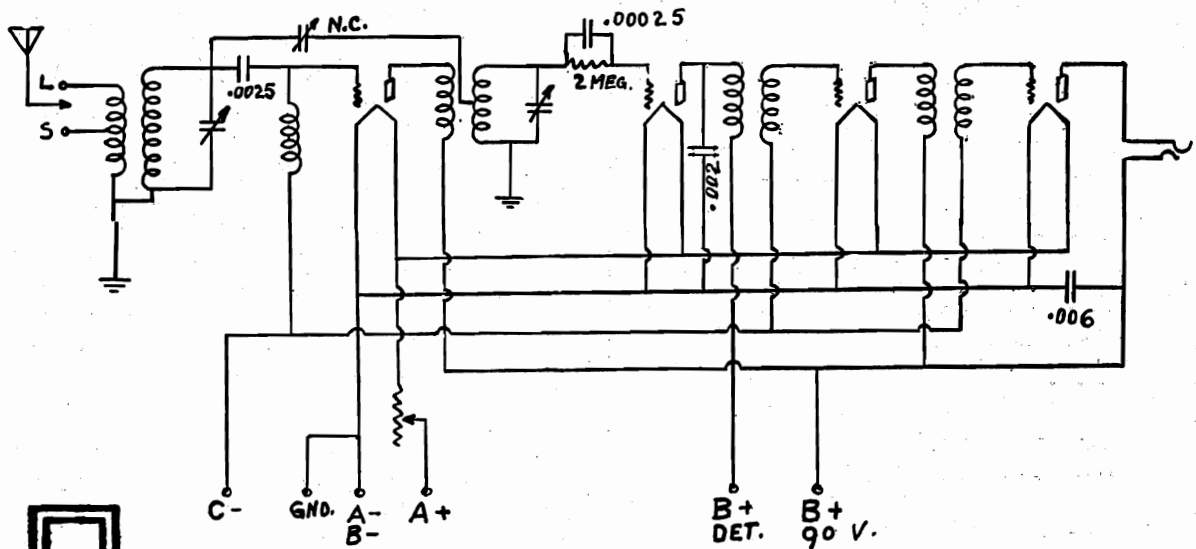 N.C.
.00025
L
.0025
2 MEG.
S
.002
.006
C-
GND.
A-
B-
A+
B+
DET.
B+
90 V.